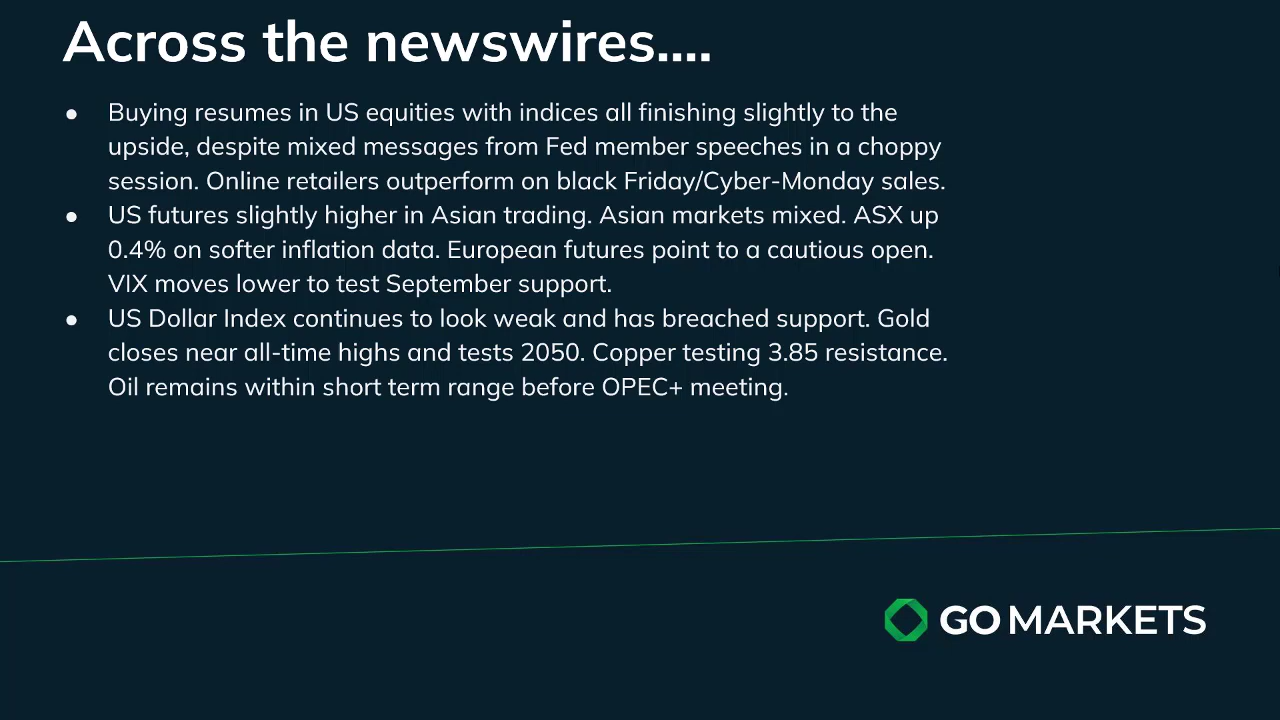 Across the newswires....
● Buying resumes in US equities with indices all finishing slightly to the
upside, despite mixed messages from Fed member speeches in a choppy
session. Online retailers outperform on black Friday/Cyber-Monday sales.
● US futures slightly higher in Asian trading. Asian markets mixed. ASX up
0.4% on softer inflation data. European futures point to a cautious open.
VIX moves lower to test September support.
● US Dollar Index continues to look weak and has breached support. Gold
closes near all-time highs and tests 2050. Copper testing 3.85 resistance.
Oil remains within short term range before OPEC+ meeting.
GO MARKETS